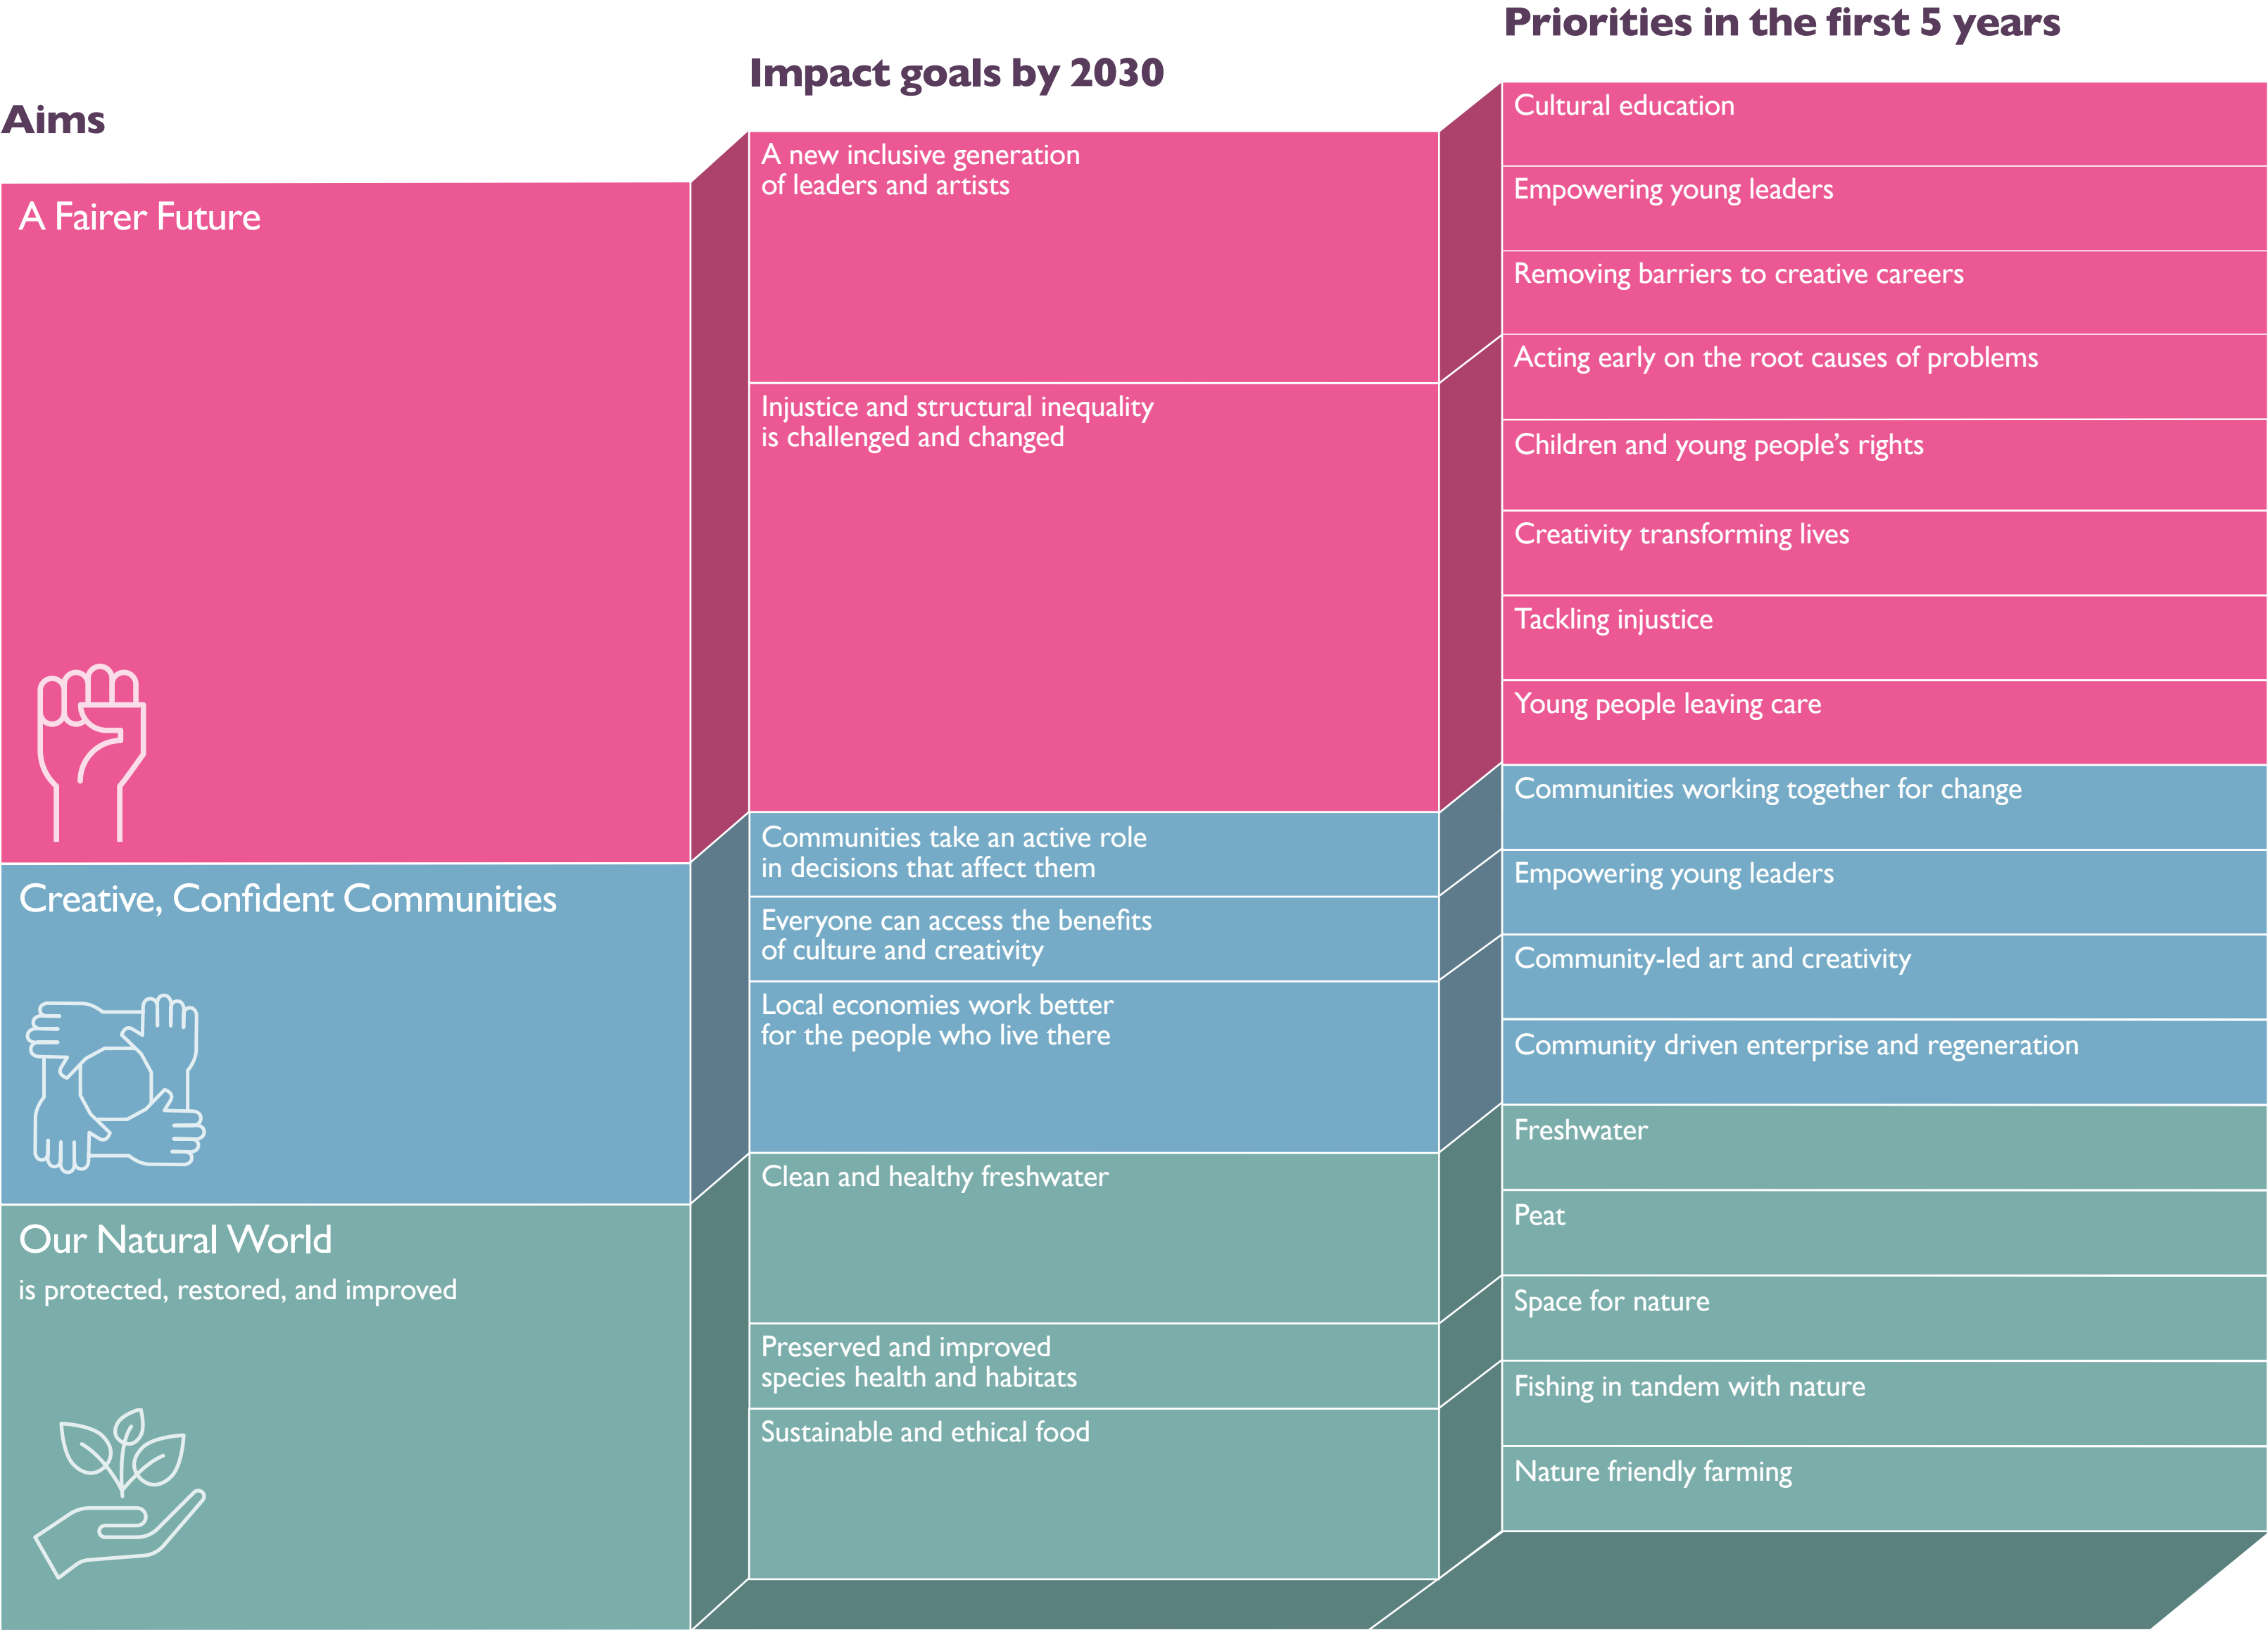 Aims
A Fairer Future
Creative, Confident Communities
Our Natural World
is protected, restored, and improved
Impact goals by 2030
A new inclusive generation
of leaders and artists
Injustice and structural inequality
is challenged and changed
Communities take an active role
in decisions that affect them
Everyone can access the benefits
of culture and creativity
Local economies work better
for the people who live there
Clean and healthy freshwater
Preserved and improved
species health and habitats
Sustainable and ethical food
Priorities in the first 5 years
Cultural education
Empowering young leaders
Removing barriers to creative careers
Acting early on the root causes of problems
Children and young people’s rights
Creativity transforming lives
Tackling injustice
Young people leaving care
Communities working together for change
Empowering young leaders
Community-led art and creativity
Community driven enterprise and regeneration
Freshwater
Peat
Space for nature
Fishing in tandem with nature
Nature friendly farming